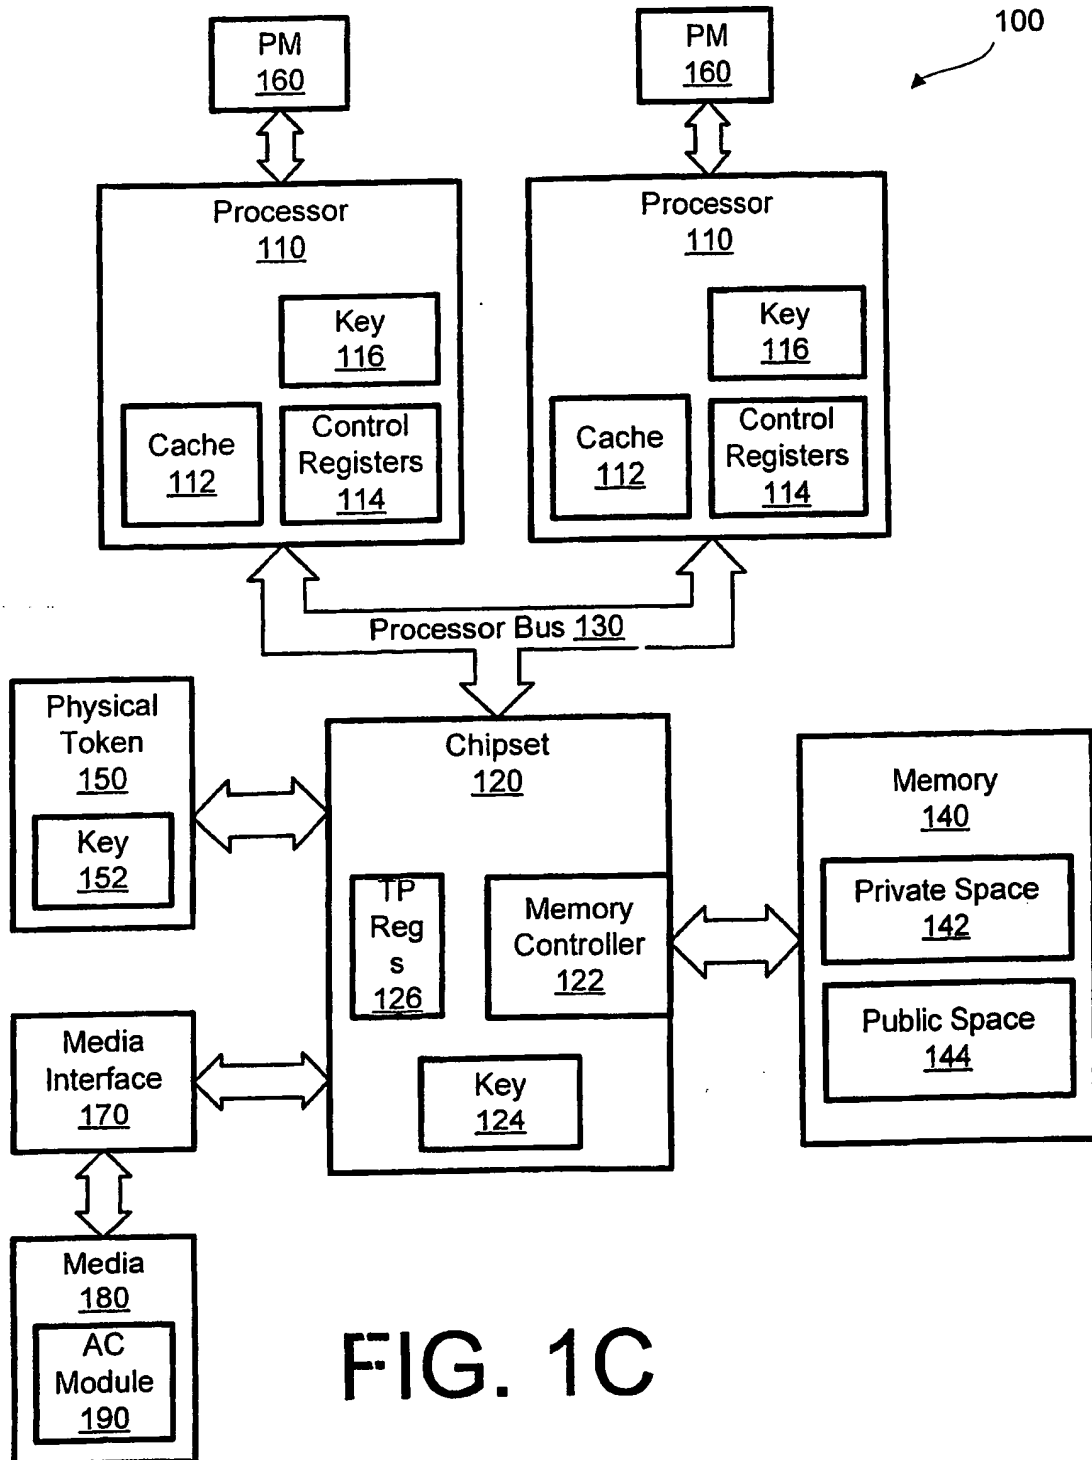 100
PM
160
PM
160
Processor
110
Key
116
Cache
112
Control
Registers
114
Processor
110
Key
116
Cache
112
Control
Registers
114
Processor Bus 130
Physical
Token
150
Key
152
Chipset
120
TP
Reg
s
126
Memory
Controller
122
Key
124
Memory
140
Private Space
142
Public Space
144
Media
Interface
170
Media
180
AC
Module
190
FIG. 1C